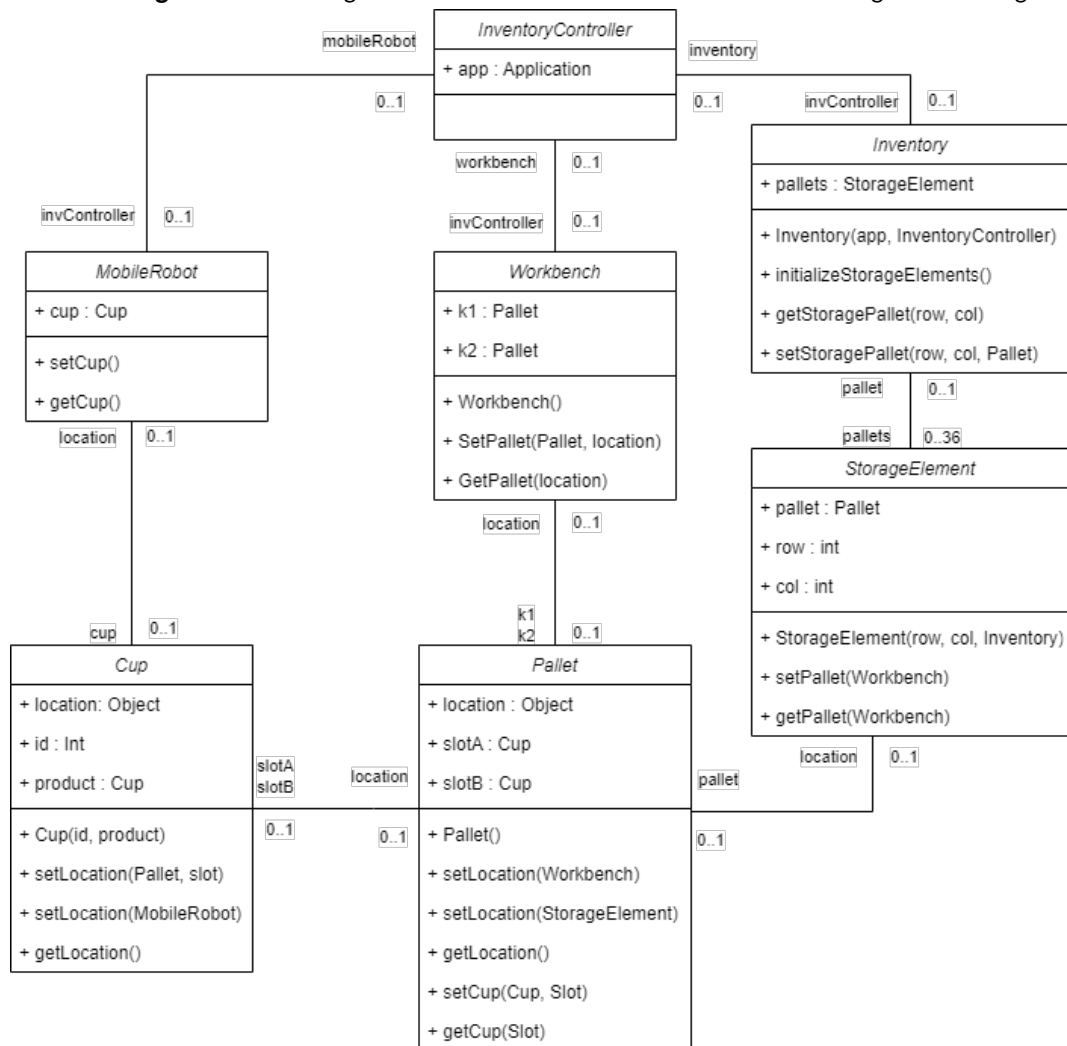 InventoryController
+ app : Application
mobileRobot
0..1
inventory
0..1
invController
0..1
workbench
0..1
invController
0..1
invController
0..1
MobileRobot
+ cup : Cup
+ setCup()
+ getCup()
location
0..1
Workbench
+ k1 : Pallet
+ k2 : Pallet
+ Workbench()
+ SetPallet(Pallet, location)
+ GetPallet(location)
location
0..1
Inventory
+ pallets : StorageElement
+ Inventory(app, InventoryController)
+ initializeStorageElements()
+ getStoragePallet(row, col)
+ setStoragePallet(row, col, Pallet)
pallet
0..1
pallets
0..36
StorageElement
+ pallet : Pallet
+ row : int
+ col : int
+ StorageElement(row, col, Inventory)
+ setPallet(Workbench)
+ getPallet(Workbench)
location
0..1
cup
0..1
Cup
+ location: Object
+ id : Int
+ product : Cup
+ Cup(id, product)
+ setLocation(Pallet, slot)
+ setLocation(MobileRobot)
+ getLocation()
slotA
slotB
0..1
location
0..1
k1
k2
0..1
Pallet
+ location : Object
+ slotA : Cup
+ slotB : Cup
+ Pallet()
+ setLocation(Workbench)
+ setLocation(StorageElement)
+ getLocation()
+ setCup(Cup, Slot)
+ getCup(Slot)
pallet
0..1